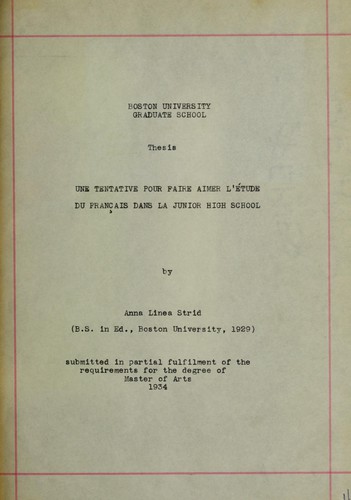 BOSTON UNIVERSITY
GRADUATE SCHOOL
Thesis
UNE TENTATIVE POUR FAIRE AIMER L'ÉTUDE
DU FRANÇAIS DANS LA JUNIOR HIGH SCHOOL
by
Anna Linea Strid
(B.S. in Ed., Boston University, 1929)
submitted in partial fulfilment of the
requirements for the degree of
Master of Arts
1934